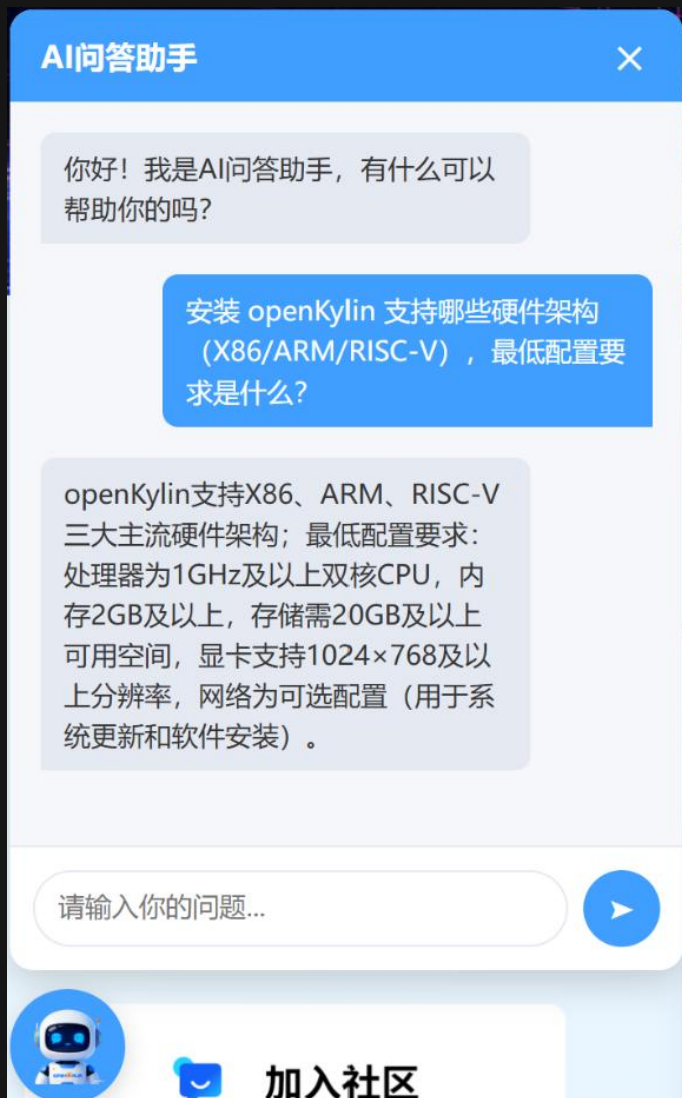 AI问答助手
你好！我是AI问答助手，有什么可以
帮助你的吗？
安装 openKylin 支持哪些硬件架构
（X86/ARM/RISC-V），最低配置要
求是什么？
openKylin支持X86、ARM、RISC-V
三大主流硬件架构；最低配置要求：
处理器为1GHz及以上双核CPU，内
存2GB及以上，存储需20GB及以上
可用空间，显卡支持1024×768及以
上分辨率，网络为可选配置（用于系
统更新和软件安装）。
请输入你的问题...
加入社区